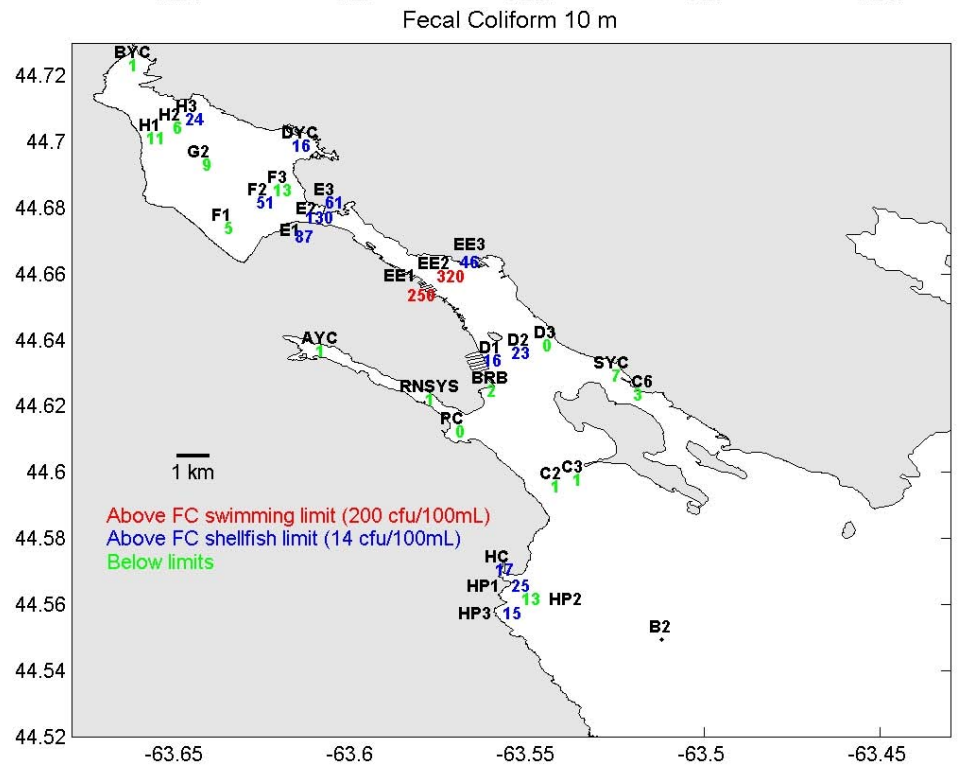 Fecal Coliform 10 m
44.72
BYC
1
H3
24
H2
6
H1
11
44.7
DYC
16
G2
9
F3
13
F2
51
E3
61
44.68
E2
130
F1
5
E1
87
EE3
46
EE2
320
44.66
EE1
250
44.64
AYC
1
D3
0
D2
23
D1
16
SYC
7
BRB
2
C6
3
RNSYS
1
44.62
PC
0
44.6
C3
1
C2
1
1 km
44.58
Above FC swimming limit (200 cfu/100mL)
Above FC shellfish limit (14 cfu/100mL)
Below limits
HC
17
HP1
25
44.56
13
HP2
HP3
15
B2
44.54
44.52
-63.65
-63.6
-63.55
-63.5
-63.45